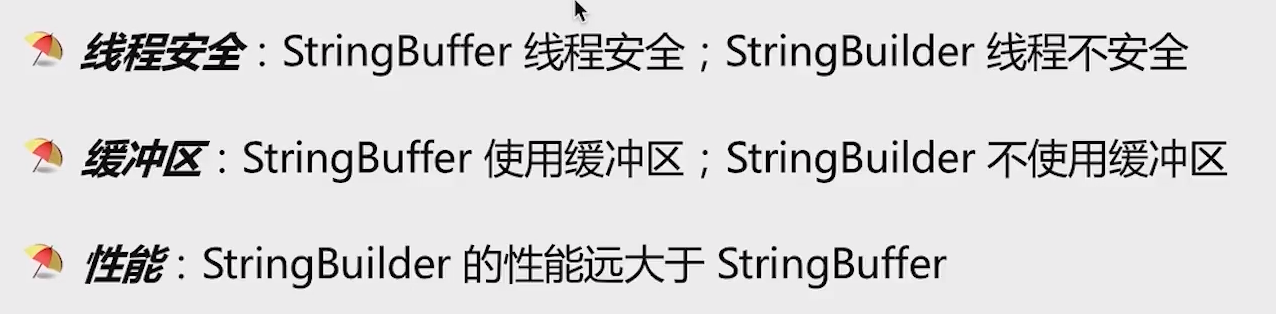 线程安全：StringBuffer 线程安全；StringBuilder 线程不安全
缓冲区：StringBuffer 使用缓冲区；StringBuilder 不使用缓冲区
性能：StringBuilder 的性能远大于 StringBuffer